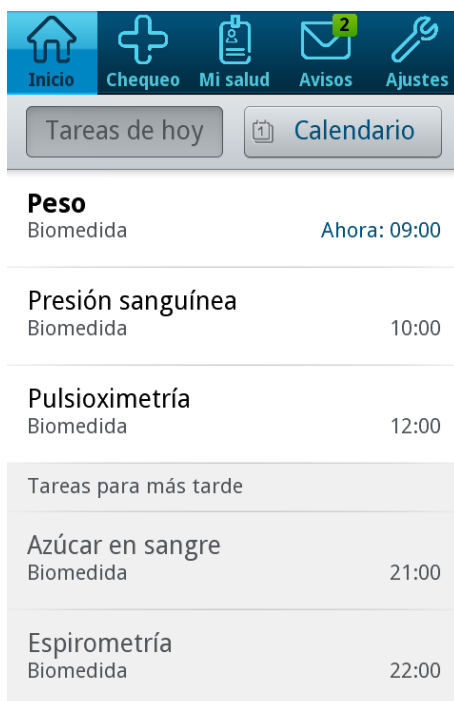 2
Inicio Chequeo Mi salud Avisos Ajustes
Tareas de hoy 1 Calendario
Peso
Biomedida Ahora: 09:00
Presión sanguínea
Biomedida 10:00
Pulsioximetría
Biomedida 12:00
Tareas para más tarde
Azúcar en sangre
Biomedida 21:00
Espirometría
Biomedida 22:00